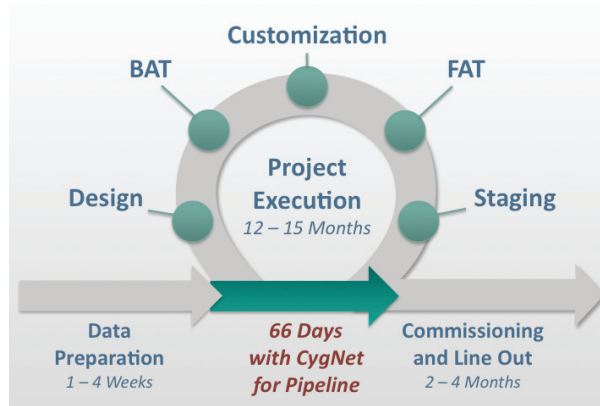 Customization
BAT
FAT
Project
Execution
12 – 15 Months
Design
Staging
Data
Preparation
1 – 4 Weeks
66 Days
with CygNet
for Pipeline
Commissioning
and Line Out
2 – 4 Months